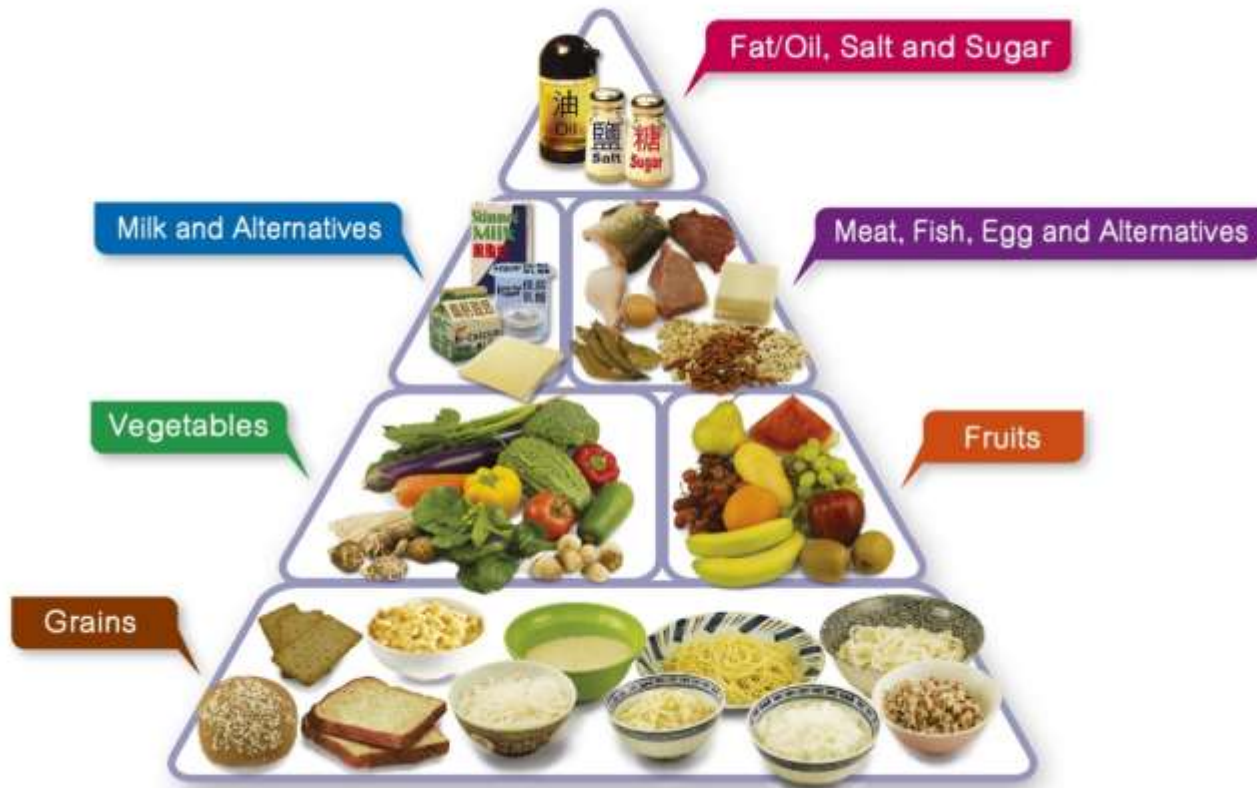 Fat/Oil, Salt and Sugar
油
Oil
鹽
Salt
糖
Sugar
Milk and Alternatives
Milk
Meat, Fish, Egg and Alternatives
Vegetables
Fruits
Grains